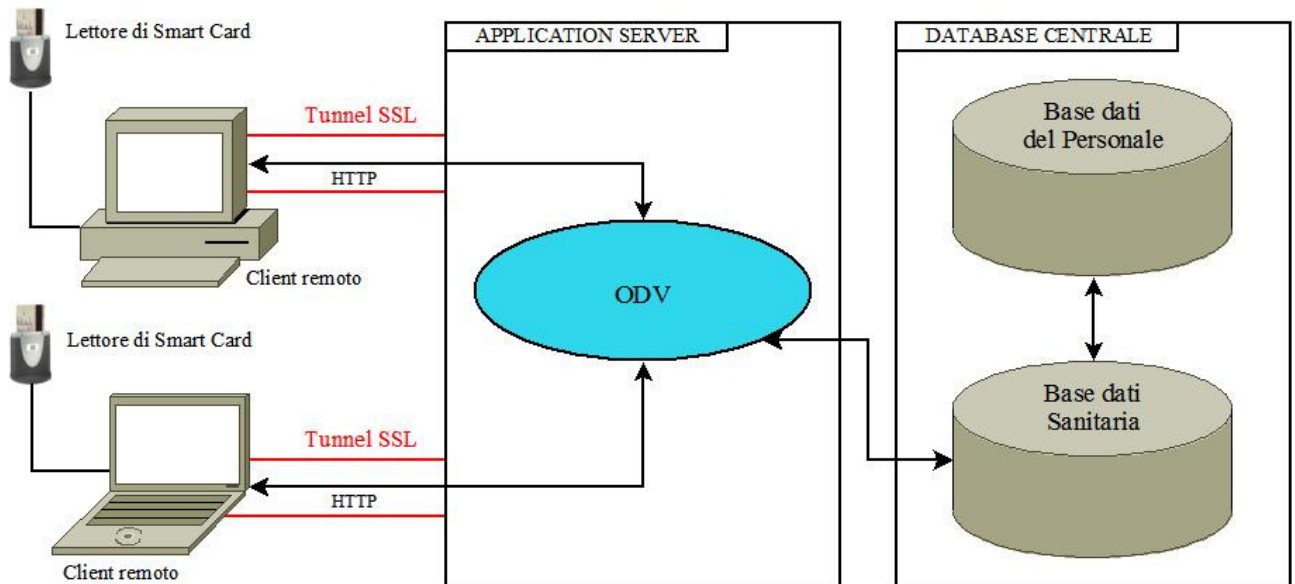 Lettore di Smart Card
APPLICATION SERVER
DATABASE CENTRALE
Tunnel SSL
HTTP
Client remoto
Base dati
del Personale
ODV
Lettore di Smart Card
Tunnel SSL
HTTP
Client remoto
Base dati
Sanitaria